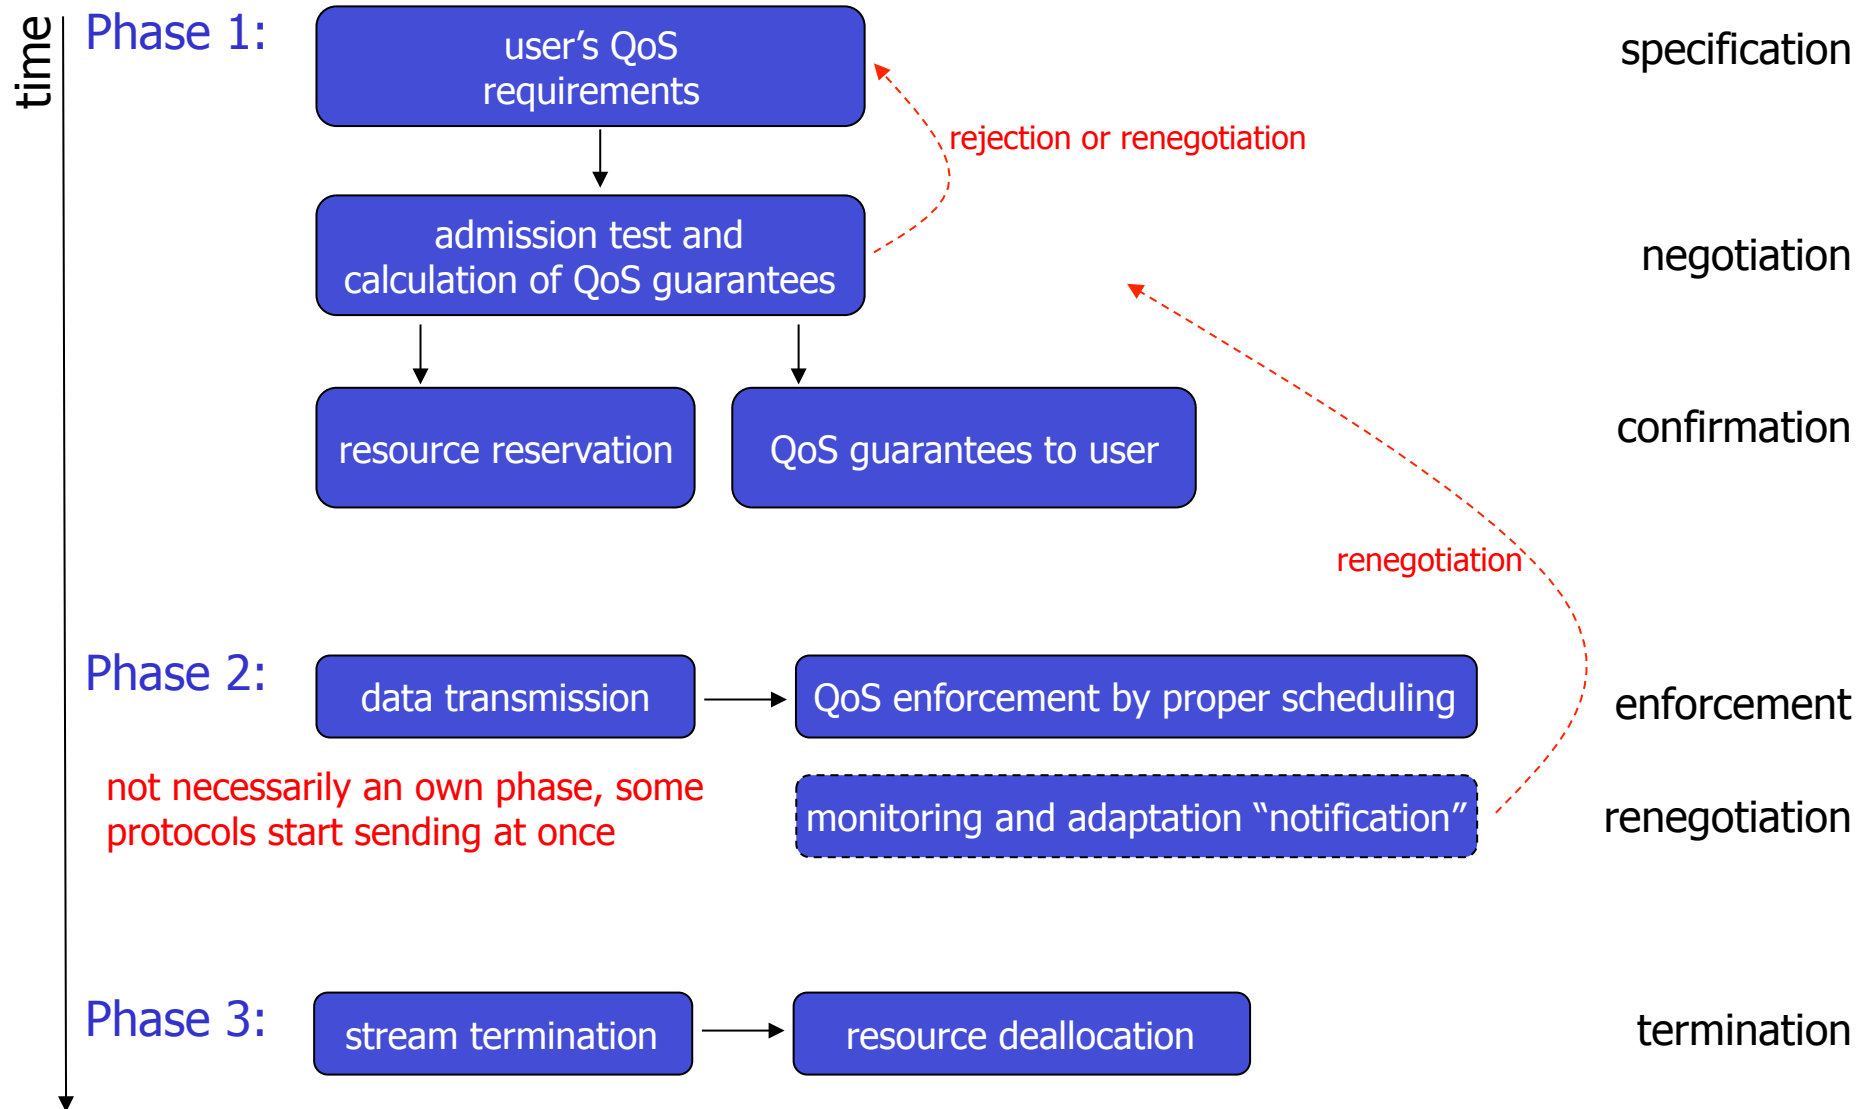 time
Phase 1:
user’s QoS
requirements
specification
rejection or renegotiation
admission test and
calculation of QoS guarantees
negotiation
resource reservation
QoS guarantees to user
confirmation
renegotiation
Phase 2:
data transmission
QoS enforcement by proper scheduling
enforcement
not necessarily an own phase, some
protocols start sending at once
monitoring and adaptation “notification”
renegotiation
Phase 3:
stream termination
resource deallocation
termination